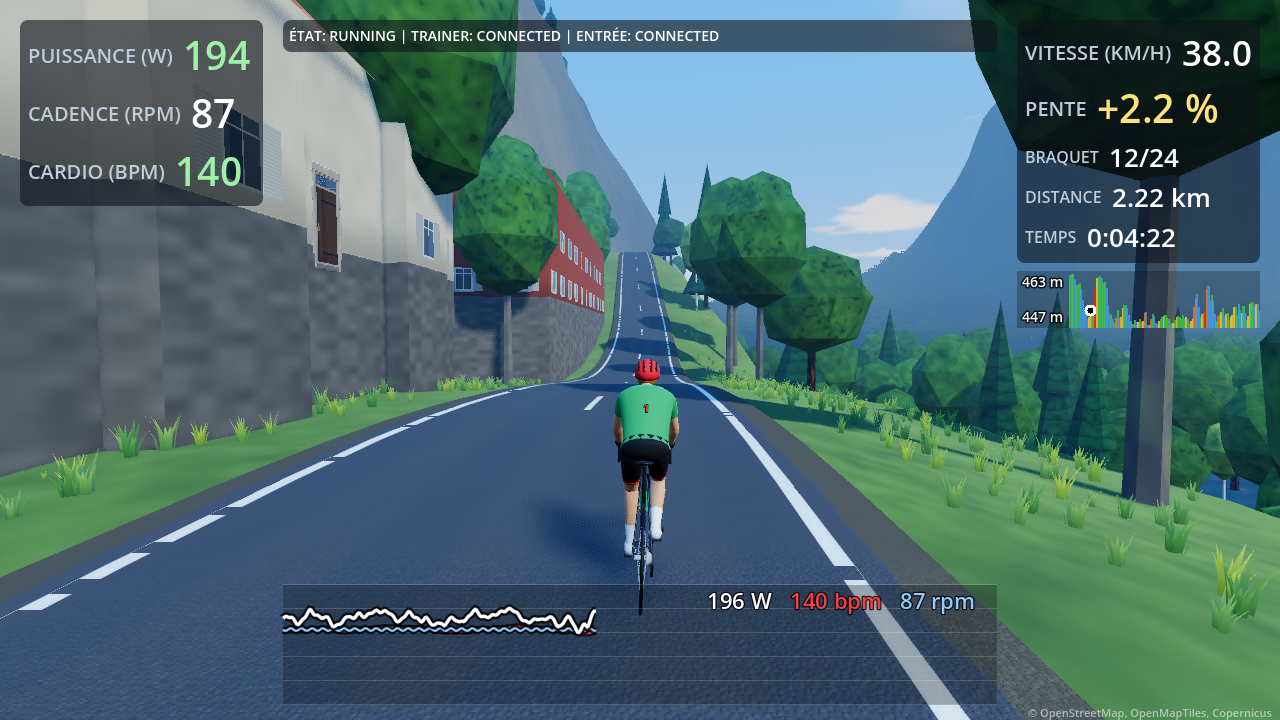 PUISSANCE (W) 194
CADENCE (RPM) 87
CARDIO (BPM) 140
ÉTAT: RUNNING | TRAINER: CONNECTED | ENTRÉE: CONNECTED
VITESSE (KM/H) 38.0
PENTE +2.2 %
BRAQUET 12/24
DISTANCE 2.22 km
TEMPS 0:04:22
463 m
447 m
1
196 W 140 bpm 87 rpm
© OpenStreetMap, OpenMapTiles, Copernicus